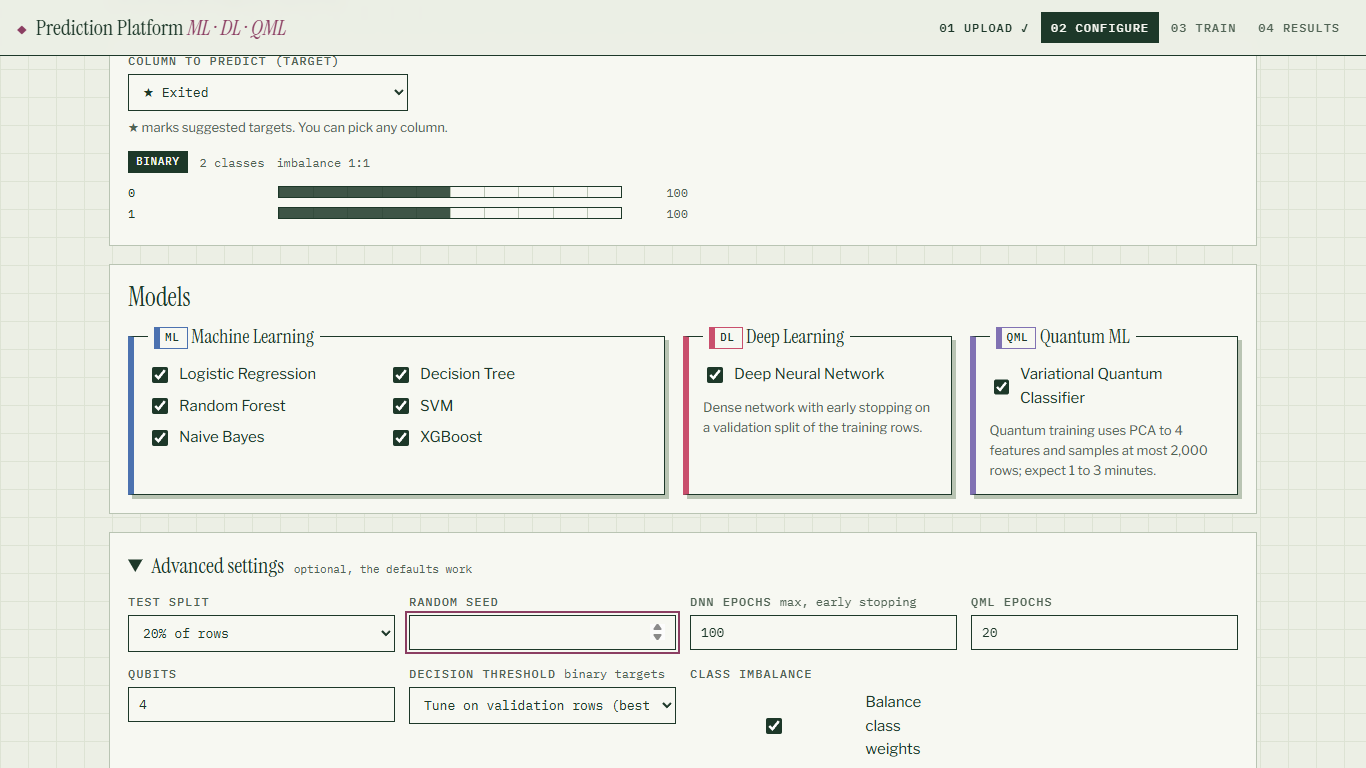 ◆ Prediction Platform ML · DL · QML
01 UPLOAD ✓ 02 CONFIGURE 03 TRAIN 04 RESULTS
COLUMN TO PREDICT (TARGET)
★ Exited
★ marks suggested targets. You can pick any column.
BINARY 2 classes imbalance 1:1
0 100
1 100
Models
ML Machine Learning
Logistic Regression
Decision Tree
Random Forest
SVM
Naive Bayes
XGBoost
DL Deep Learning
Deep Neural Network
Dense network with early stopping on
a validation split of the training rows.
QML Quantum ML
Variational Quantum
Classifier
Quantum training uses PCA to 4
features and samples at most 2,000
rows; expect 1 to 3 minutes.
▼ Advanced settings optional, the defaults work
TEST SPLIT
20% of rows
RANDOM SEED
DNN EPOCHS max, early stopping
100
QML EPOCHS
20
QUBITS
4
DECISION THRESHOLD binary targets
Tune on validation rows (best
CLASS IMBALANCE
Balance
class
weights